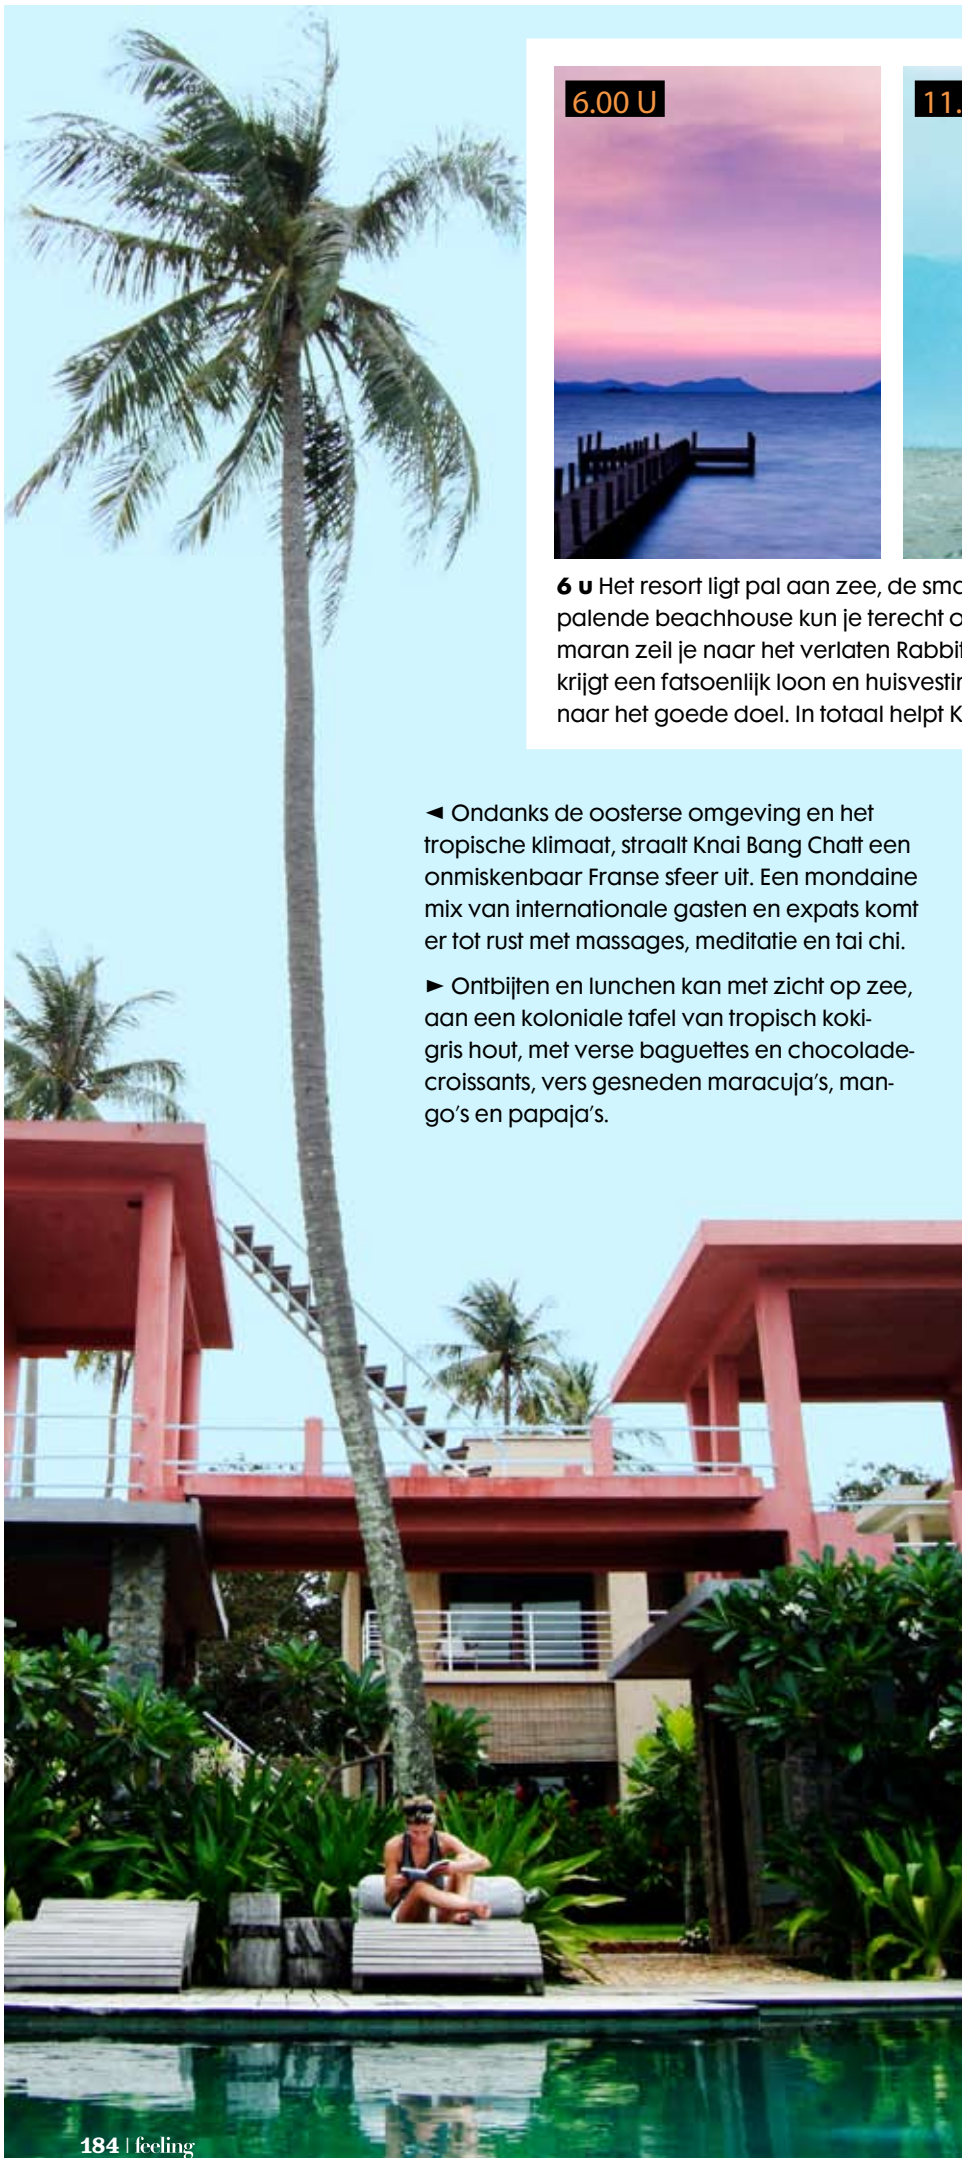 6.00 U
11.
6 u Het resort ligt pal aan zee, de
palende beachhouse kun je terecht
maran zeil je naar het verlaten
krijgt een fatsoenlijk loon en
naar het goede doel. In totaal helpt
◄ Ondanks de oosterse omgeving en het
tropische klimaat, straalt Knai Bang Chatt een
onmiskenbaar Franse sfeer uit. Een mondaine
mix van internationale gasten en expats komt
er tot rust met massages, meditatie en tai chi.
► Ontbijten en lunchen kan met zicht op zee,
aan een koloniale tafel van tropisch koki-
gris hout, met verse baguettes en chocolade-
croissants, vers gesneden maracuja’s, man-
go’s en papaja’s.
184 | feeling